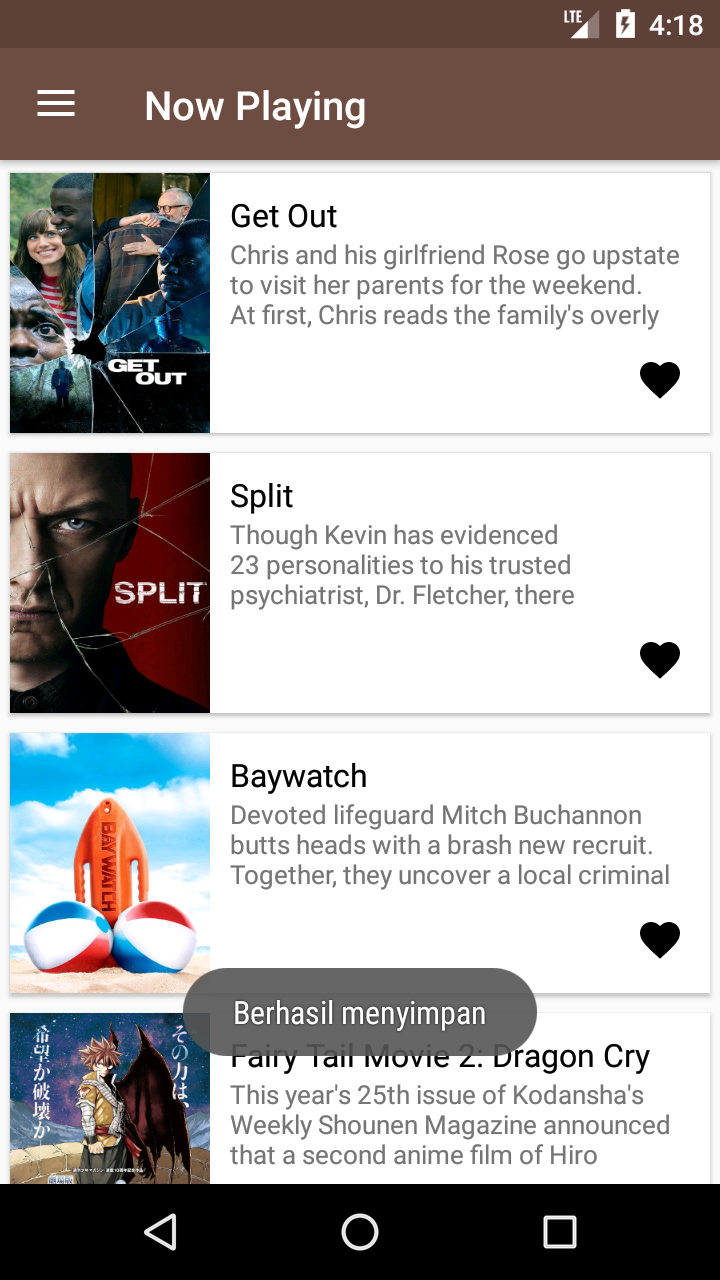 LTE 4:18
Now Playing
GET
OUT
Get Out
Chris and his girlfriend Rose go upstate
to visit her parents for the weekend.
At first, Chris reads the family's overly
SPLIT
Split
Though Kevin has evidenced
23 personalities to his trusted
psychiatrist, Dr. Fletcher, there
BAYWATCH
Baywatch
Devoted lifeguard Mitch Buchannon
butts heads with a brash new recruit.
Together, they uncover a local criminal
Berhasil menyimpan
その力は、
希望か破壊か
劇場版
Fairy Tail Movie 2: Dragon Cry
This year's 25th issue of Kodansha's
Weekly Shounen Magazine announced
that a second anime film of Hiro